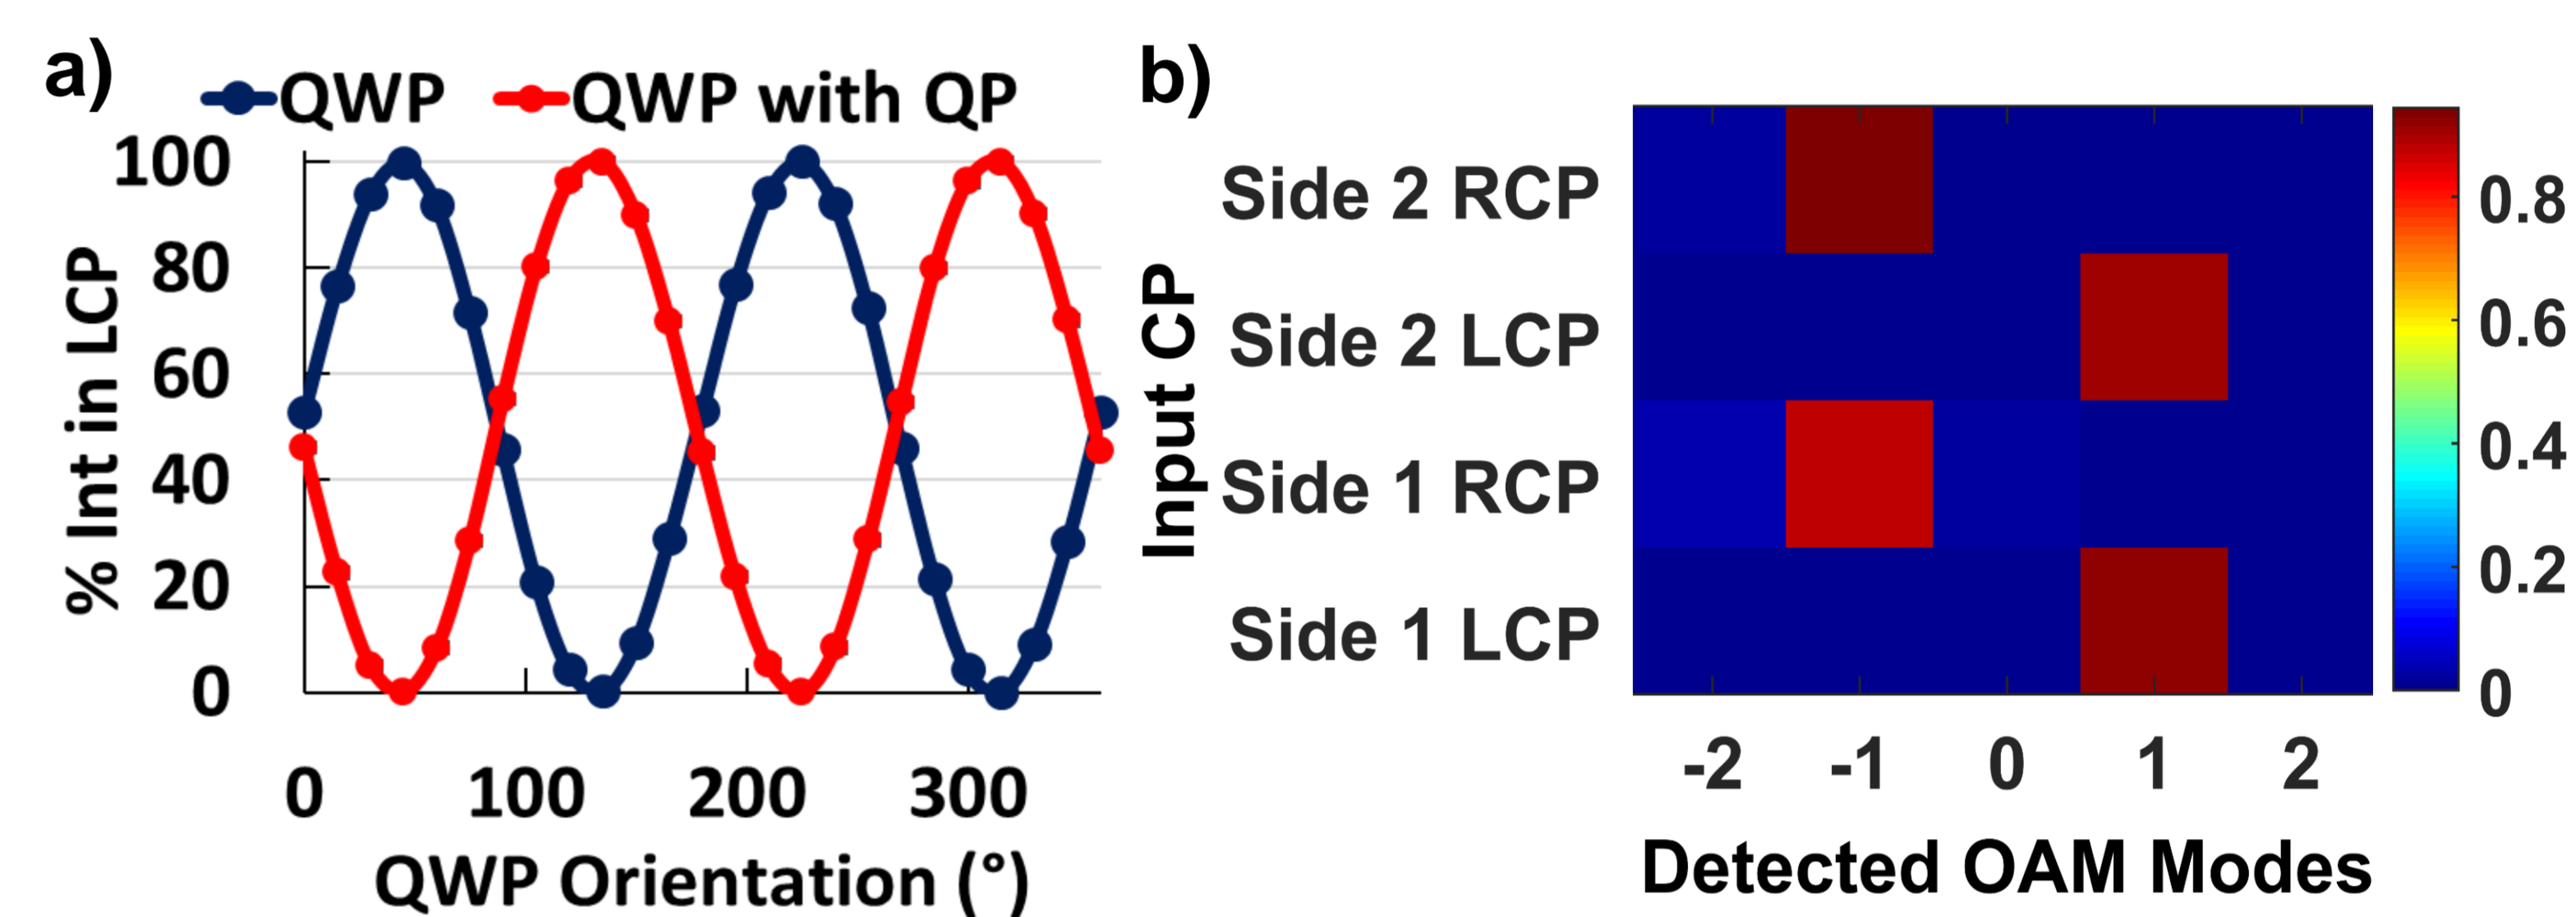 a)
QWP QWP with QP
100
80
60
40
20
0
% Int in LCP
0 100 200 300
QWP Orientation (°)
b)
Input CP
Side 2 RCP
Side 2 LCP
Side 1 RCP
Side 1 LCP
-2 -1 0 1 2
Detected OAM Modes
0.8
0.6
0.4
0.2
0